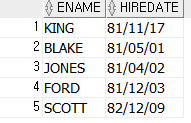 ENAME HIREDATE
1 KING 81/11/17
2 BLAKE 81/05/01
3 JONES 81/04/02
4 FORD 81/12/03
5 SCOTT 82/12/09